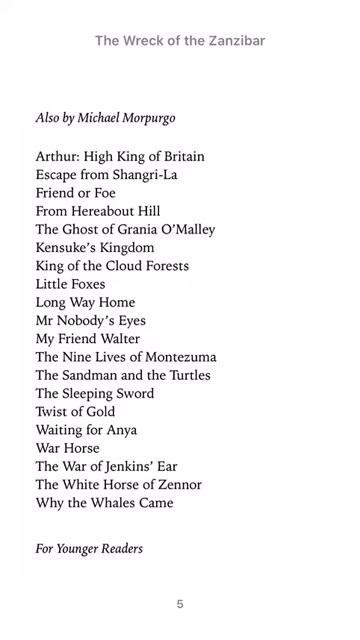 The Wreck of the Zanzibar
Also by Michael Morpurgo
Arthur: High King of Britain
Escape from Shangri-La
Friend or Foe
From Hereabout Hill
The Ghost of Grania O’Malley
Kensuke’s Kingdom
King of the Cloud Forests
Little Foxes
Long Way Home
Mr Nobody’s Eyes
My Friend Walter
The Nine Lives of Montezuma
The Sandman and the Turtles
The Sleeping Sword
Twist of Gold
Waiting for Anya
War Horse
The War of Jenkins’ Ear
The White Horse of Zennor
Why the Whales Came
For Younger Readers
5